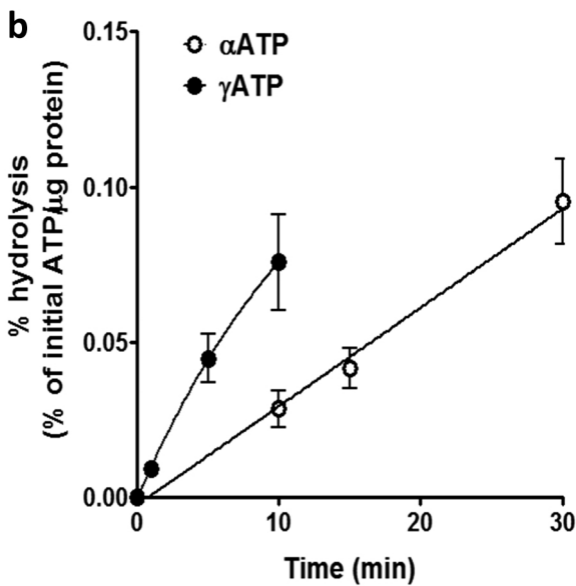 b
αATP
γATP
% hydrolysis
(% of initial ATP/µg protein)
0.15
0.10
0.05
0.00
0
10
20
30
Time (min)